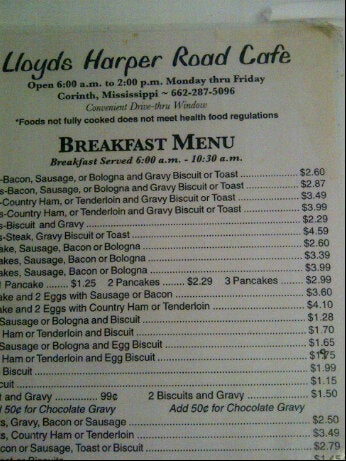 Lloyds Harper Road Cafe
Open 6:00 a.m. to 2:00 p.m. Monday thru Friday
Corinth, Mississippi ~ 662-287-5096
Convenient Drive-thru Window
*Foods not fully cooked does not meet health food regulations
BREAKFAST MENU
Breakfast Served 6:00 a.m. - 10:30 a.m.
-Bacon, Sausage, or Bologna and Gravy Biscuit or Toast $2.60
s-Bacon, Sausage, or Bologna and Gravy Biscuit or Toast $2.87
-Country Ham, or Tenderloin and Gravy Biscuit or Toast $3.49
s-Country Ham, or Tenderloin and Gravy Biscuit or Toast $3.99
s-Biscuit and Gravy $2.29
s-Steak, Gravy Biscuit or Toast $4.59
ake, Sausage, Bacon or Bologna $2.60
akes, Sausage, Bacon or Bologna $3.39
akes, Sausage, Bacon or Bologna $3.99
1 Pancake $1.25 2 Pancakes $2.29 3 Pancakes $2.99
ake and 2 Eggs with Sausage or Bacon $3.60
ake and 2 Eggs with Country Ham or Tenderloin $4.10
Sausage or Bologna and Biscuit $1.28
Ham or Tenderloin and Biscuit $1.70
Sausage or Bologna and Egg Biscuit $1.65
Ham or Tenderloin and Egg Biscuit
Biscuit $1.99
cuit $1.15
t and Gravy 99¢ 2 Biscuits and Gravy $1.50
d 50¢ for Chocolate Gravy Add 50¢ for Chocolate Gravy
s, Gravy, Bacon or Sausage $2.50
s, Country Ham or Tenderloin $3.49
on or Sausage, Toast or Biscuit $2.79